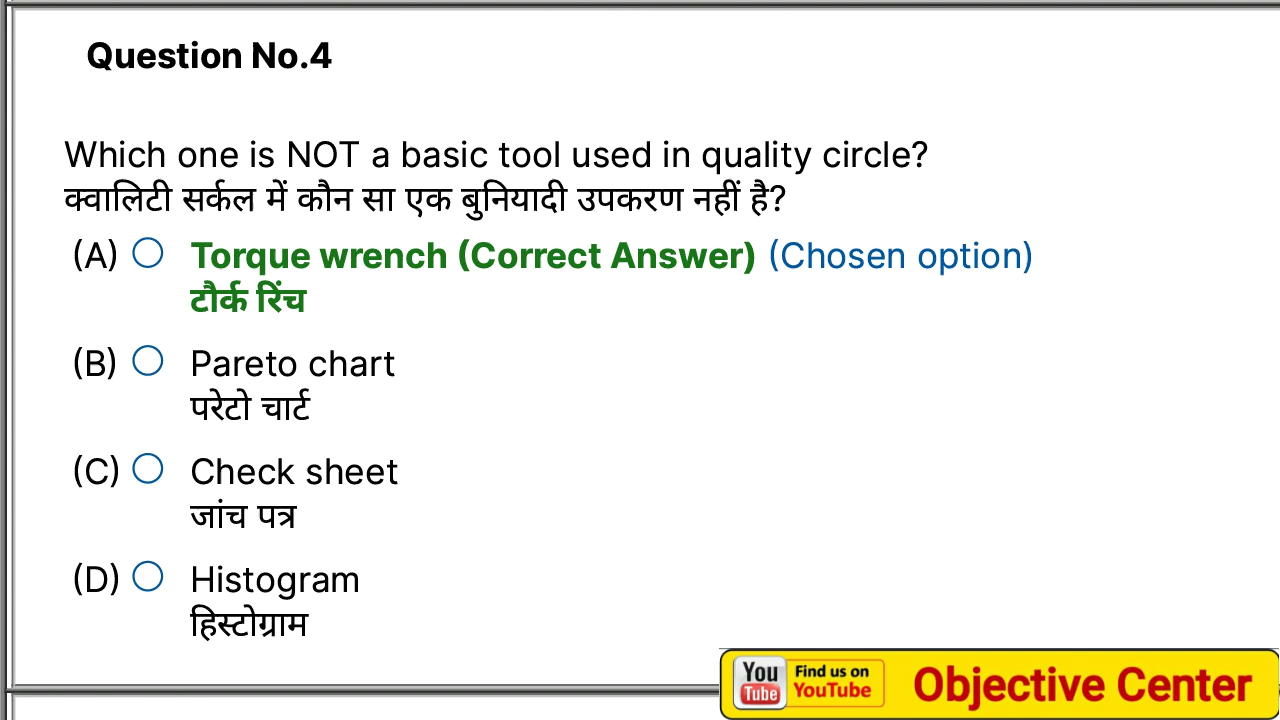 Question No.4
Which one is NOT a basic tool used in quality circle?
क्वालिटी सर्कल में कौन सा एक बुनियादी उपकरण नहीं है?
(A) Torque wrench (Correct Answer) (Chosen option)
टौर्क रिंच
(B) Pareto chart
परेटो चार्ट
(C) Check sheet
जांच पत्र
(D) Histogram
हिस्टोग्राम
You Tube
Find us on
YouTube
Objective Center